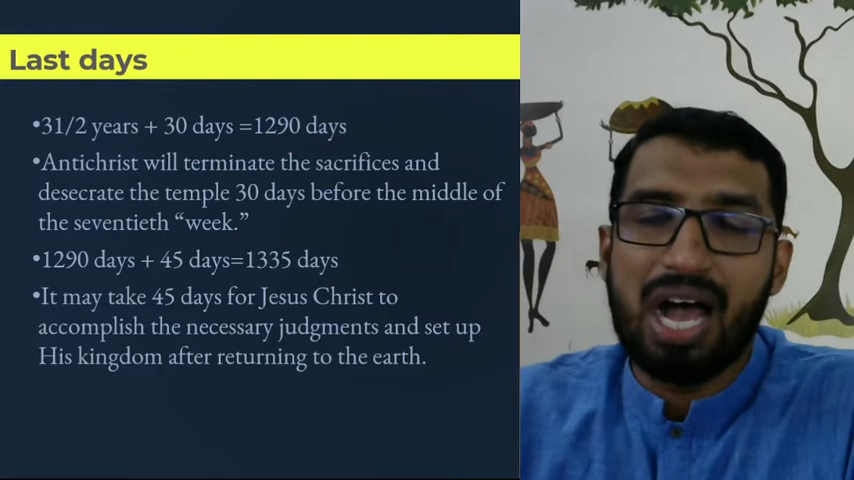 Last days
•31/2 years + 30 days =1290 days
•Antichrist will terminate the sacrifices and
desecrate the temple 30 days before the middle of
the seventieth “week.”
•1290 days + 45 days=1335 days
•It may take 45 days for Jesus Christ to
accomplish the necessary judgments and set up
His kingdom after returning to the earth.